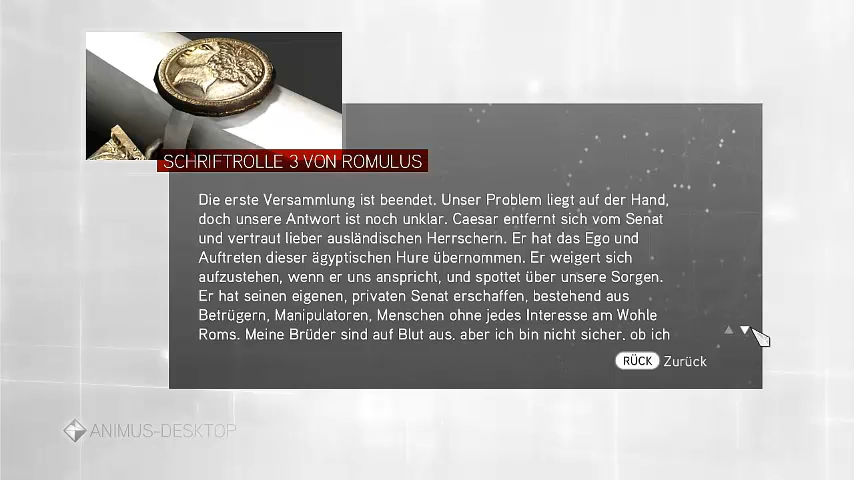 SCHRIFTROLLE 3 VON ROMULUS
Die erste Versammlung ist beendet. Unser Problem liegt auf der Hand,
doch unsere Antwort ist noch unklar. Caesar entfernt sich vom Senat
und vertraut lieber ausländischen Herrschern. Er hat das Ego und
Auftreten dieser ägyptischen Hure übernommen. Er weigert sich
aufzustehen, wenn er uns anspricht, und spottet über unsere Sorgen.
Er hat seinen eigenen, privaten Senat erschaffen, bestehend aus
Betrügern, Manipulatoren, Menschen ohne jedes Interesse am Wohle
Roms. Meine Brüder sind auf Blut aus, aber ich bin nicht sicher, ob ich
RÜCK Zurück
ANIMUS-DESKTOP